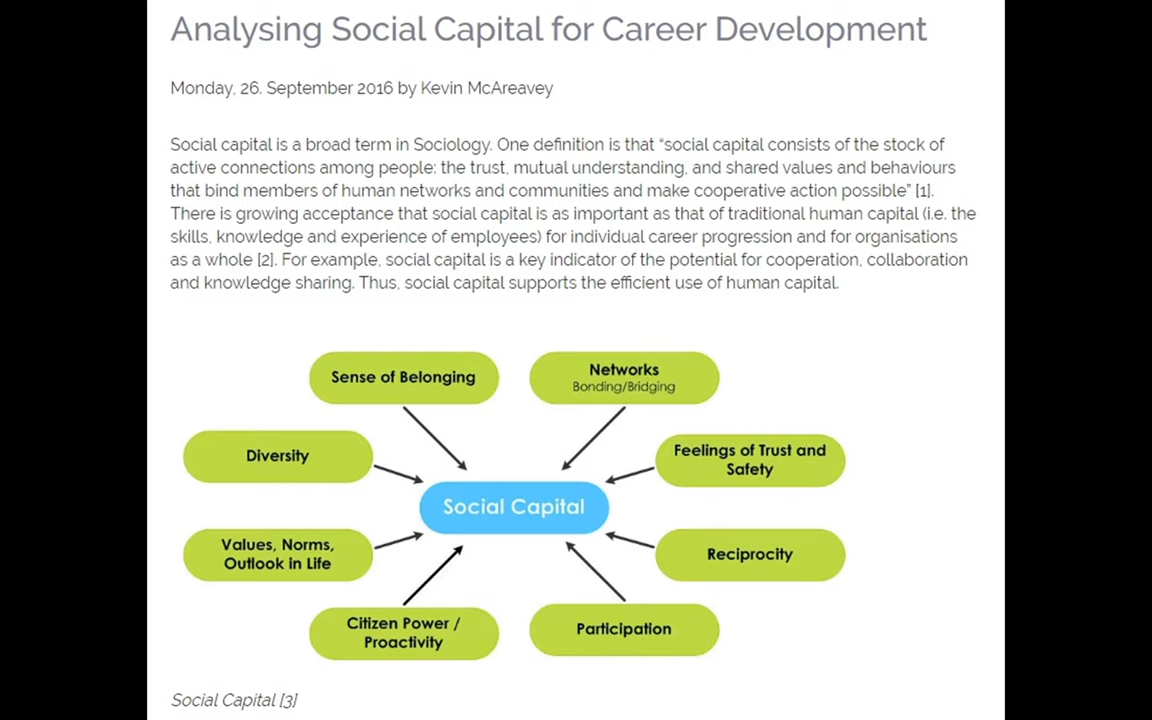 Analysing Social Capital for Career Development
Monday, 26. September 2016 by Kevin McAreavey
Social capital is a broad term in Sociology. One definition is that “social capital consists of the stock of
active connections among people: the trust, mutual understanding, and shared values and behaviours
that bind members of human networks and communities and make cooperative action possible” [1].
There is growing acceptance that social capital is as important as that of traditional human capital (i.e. the
skills, knowledge and experience of employees) for individual career progression and for organisations
as a whole [2]. For example, social capital is a key indicator of the potential for cooperation, collaboration
and knowledge sharing. Thus, social capital supports the efficient use of human capital.
Sense of Belonging
Networks
Bonding/Bridging
Diversity
Feelings of Trust and
Safety
Social Capital
Values, Norms,
Outlook in Life
Reciprocity
Citizen Power /
Proactivity
Participation
Social Capital [3]